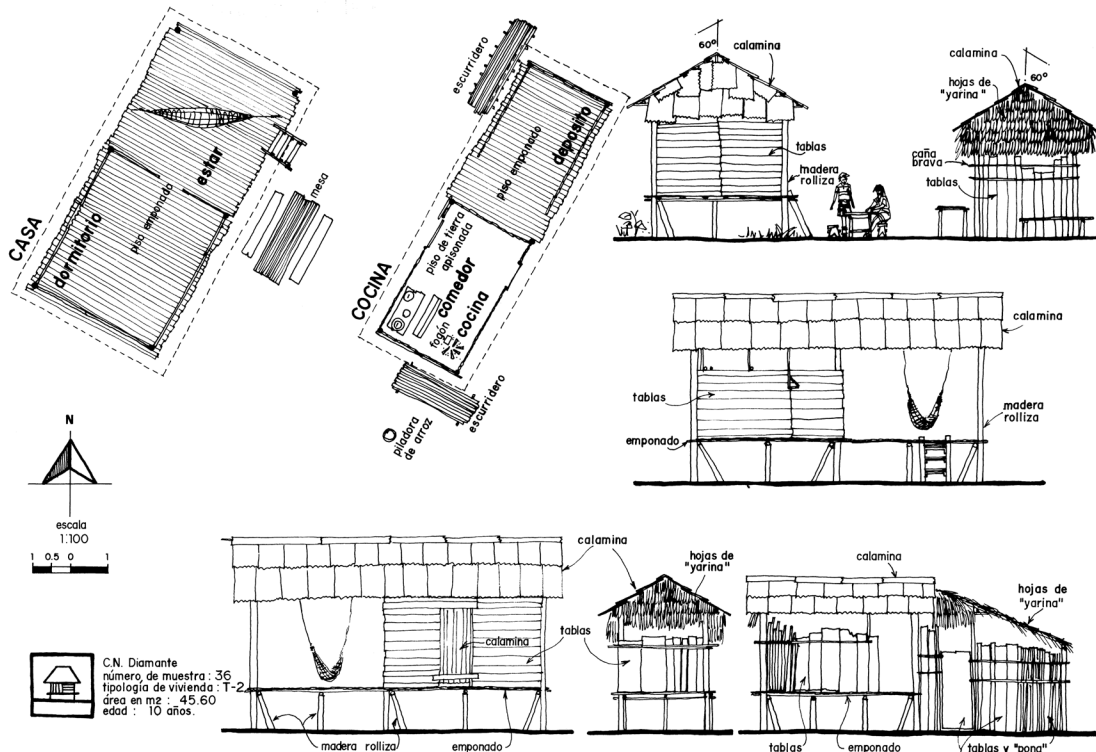 CASA
dormitorio
estar
piso emponado
mesa
COCINA
escurridero
deposito
piso emponado
piso de tierra
apisonada
comedor
cocina
fogón
escurridero
piladora
de arroz
60°
calamina
tablas
madera
rolliza
calamina
60°
hojas de
"yarina"
caña
brava
tablas
calamina
tablas
madera
rolliza
emponado
N
escala
1:100
1 0.5 0 1
calamina
calamina
tablas
madera rolliza
emponado
hojas de
"yarina"
calamina
hojas de
"yarina"
tablas
emponado
tablas y "pona"
C.N. Diamante
número de muestra : 36
tipología de vivienda : T-2
área en m2 : 45.60
edad : 10 años.